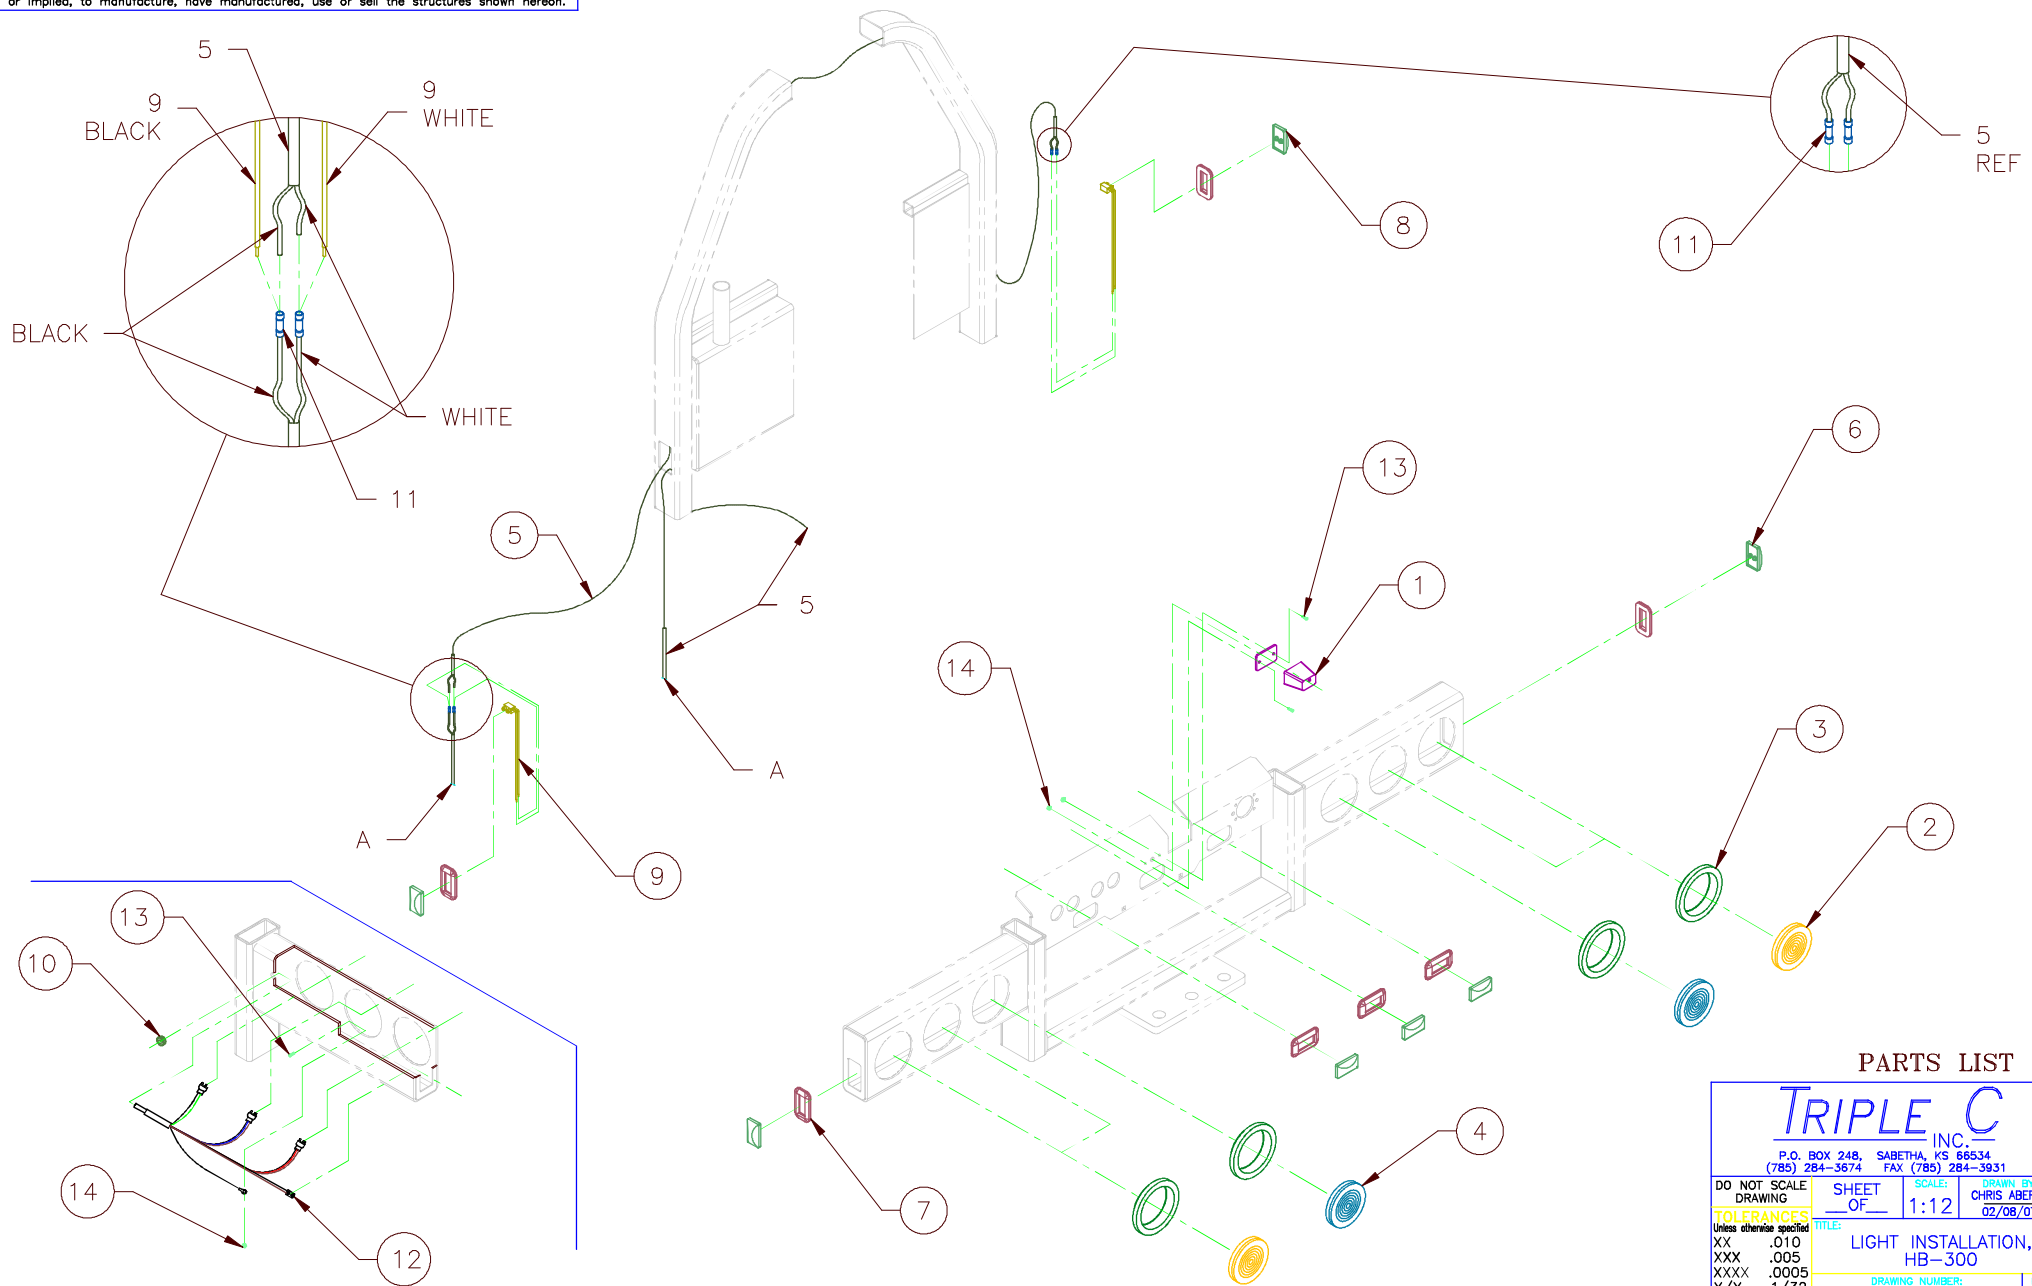 or implied, to manufacture, have manufactured, use or sell the structures shown hereon.
5
9
BLACK
9
WHITE
BLACK
WHITE
11
5
REF
11
8
6
13
1
5
5
14
3
A
A
2
9
13
10
4
7
14
12
PARTS LIST
TRIPLE C
INC.
P.O. BOX 248, SABETHA, KS 66534
(785) 284-3674 FAX (785) 284-3931
DO NOT SCALE
DRAWING
SHEET
__OF__
SCALE:
1:12
DRAWN BY
CHRIS ABER
02/08/0
TOLERANCES
Unless otherwise specified
XX .010
XXX .005
XXXX .0005
X/X 1/32
TITLE:
LIGHT INSTALLATION,
HB-300
DRAWING NUMBER: